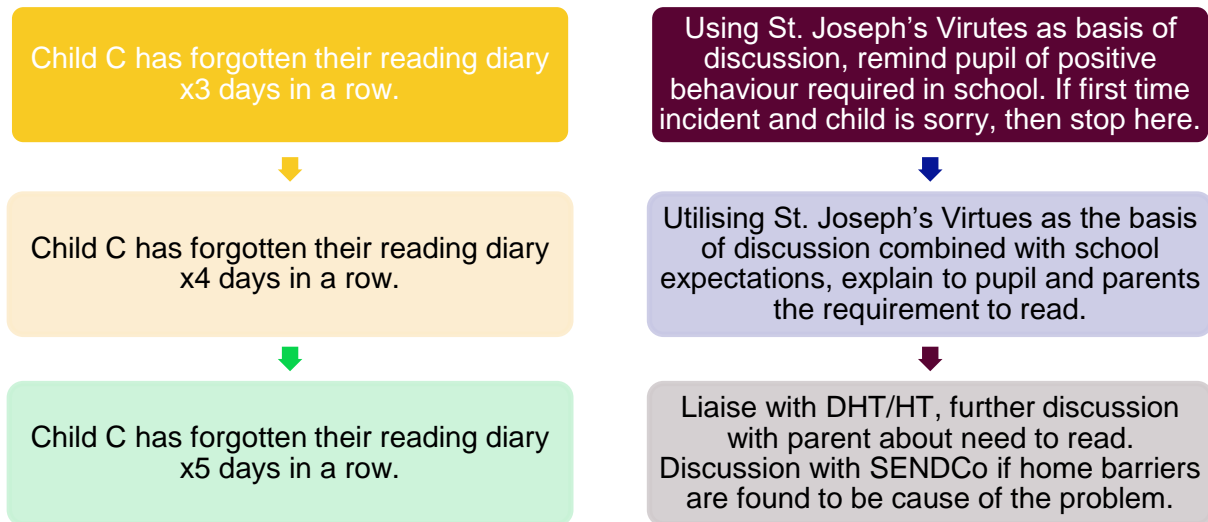 Child C has forgotten their reading diary
x3 days in a row.
Using St. Joseph’s Virutes as basis of
discussion, remind pupil of positive
behaviour required in school. If first time
incident and child is sorry, then stop here.
Child C has forgotten their reading diary
x4 days in a row.
Utilising St. Joseph’s Virtues as the basis
of discussion combined with school
expectations, explain to pupil and parents
the requirement to read.
Child C has forgotten their reading diary
x5 days in a row.
Liaise with DHT/HT, further discussion
with parent about need to read.
Discussion with SENDCo if home barriers
are found to be cause of the problem.